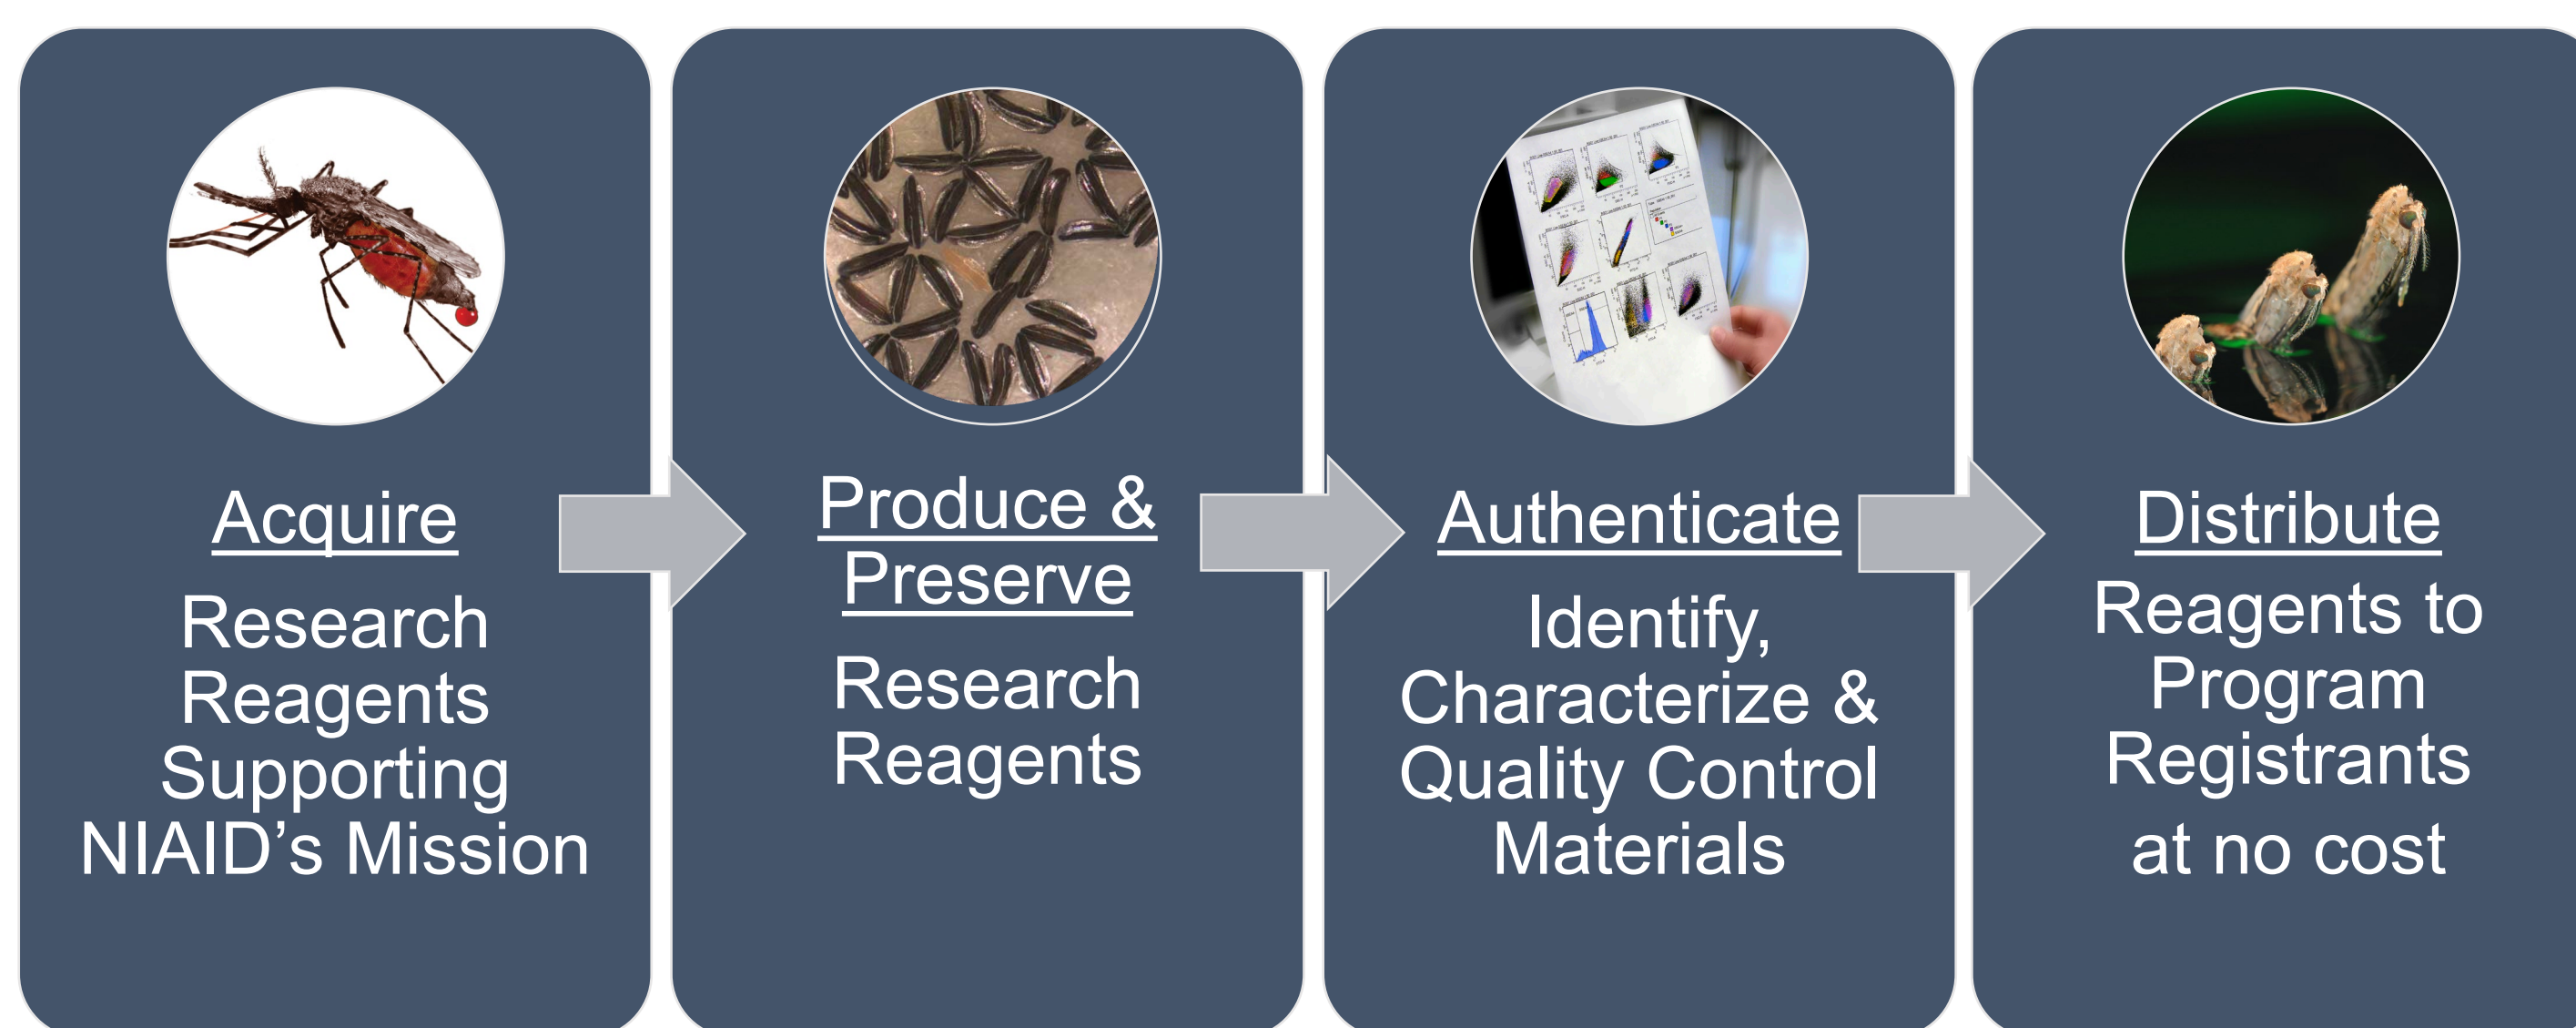 Acquire
Research
Reagents
Supporting
NIAID’s Mission
Produce &
Preserve
Research
Reagents
Authenticate
Identify,
Characterize &
Quality Control
Materials
Distribute
Reagents to
Program
Registrants
at no cost